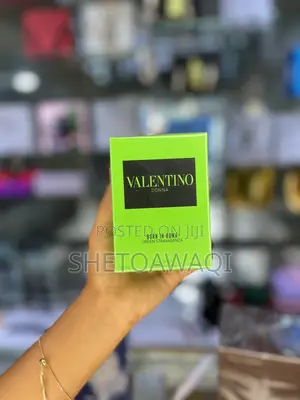 VALENTINO
DONNA
POSTED ON JIJI
SHETOAWAQI
BORN IN ROMA
GREEN STRAVAGANZA